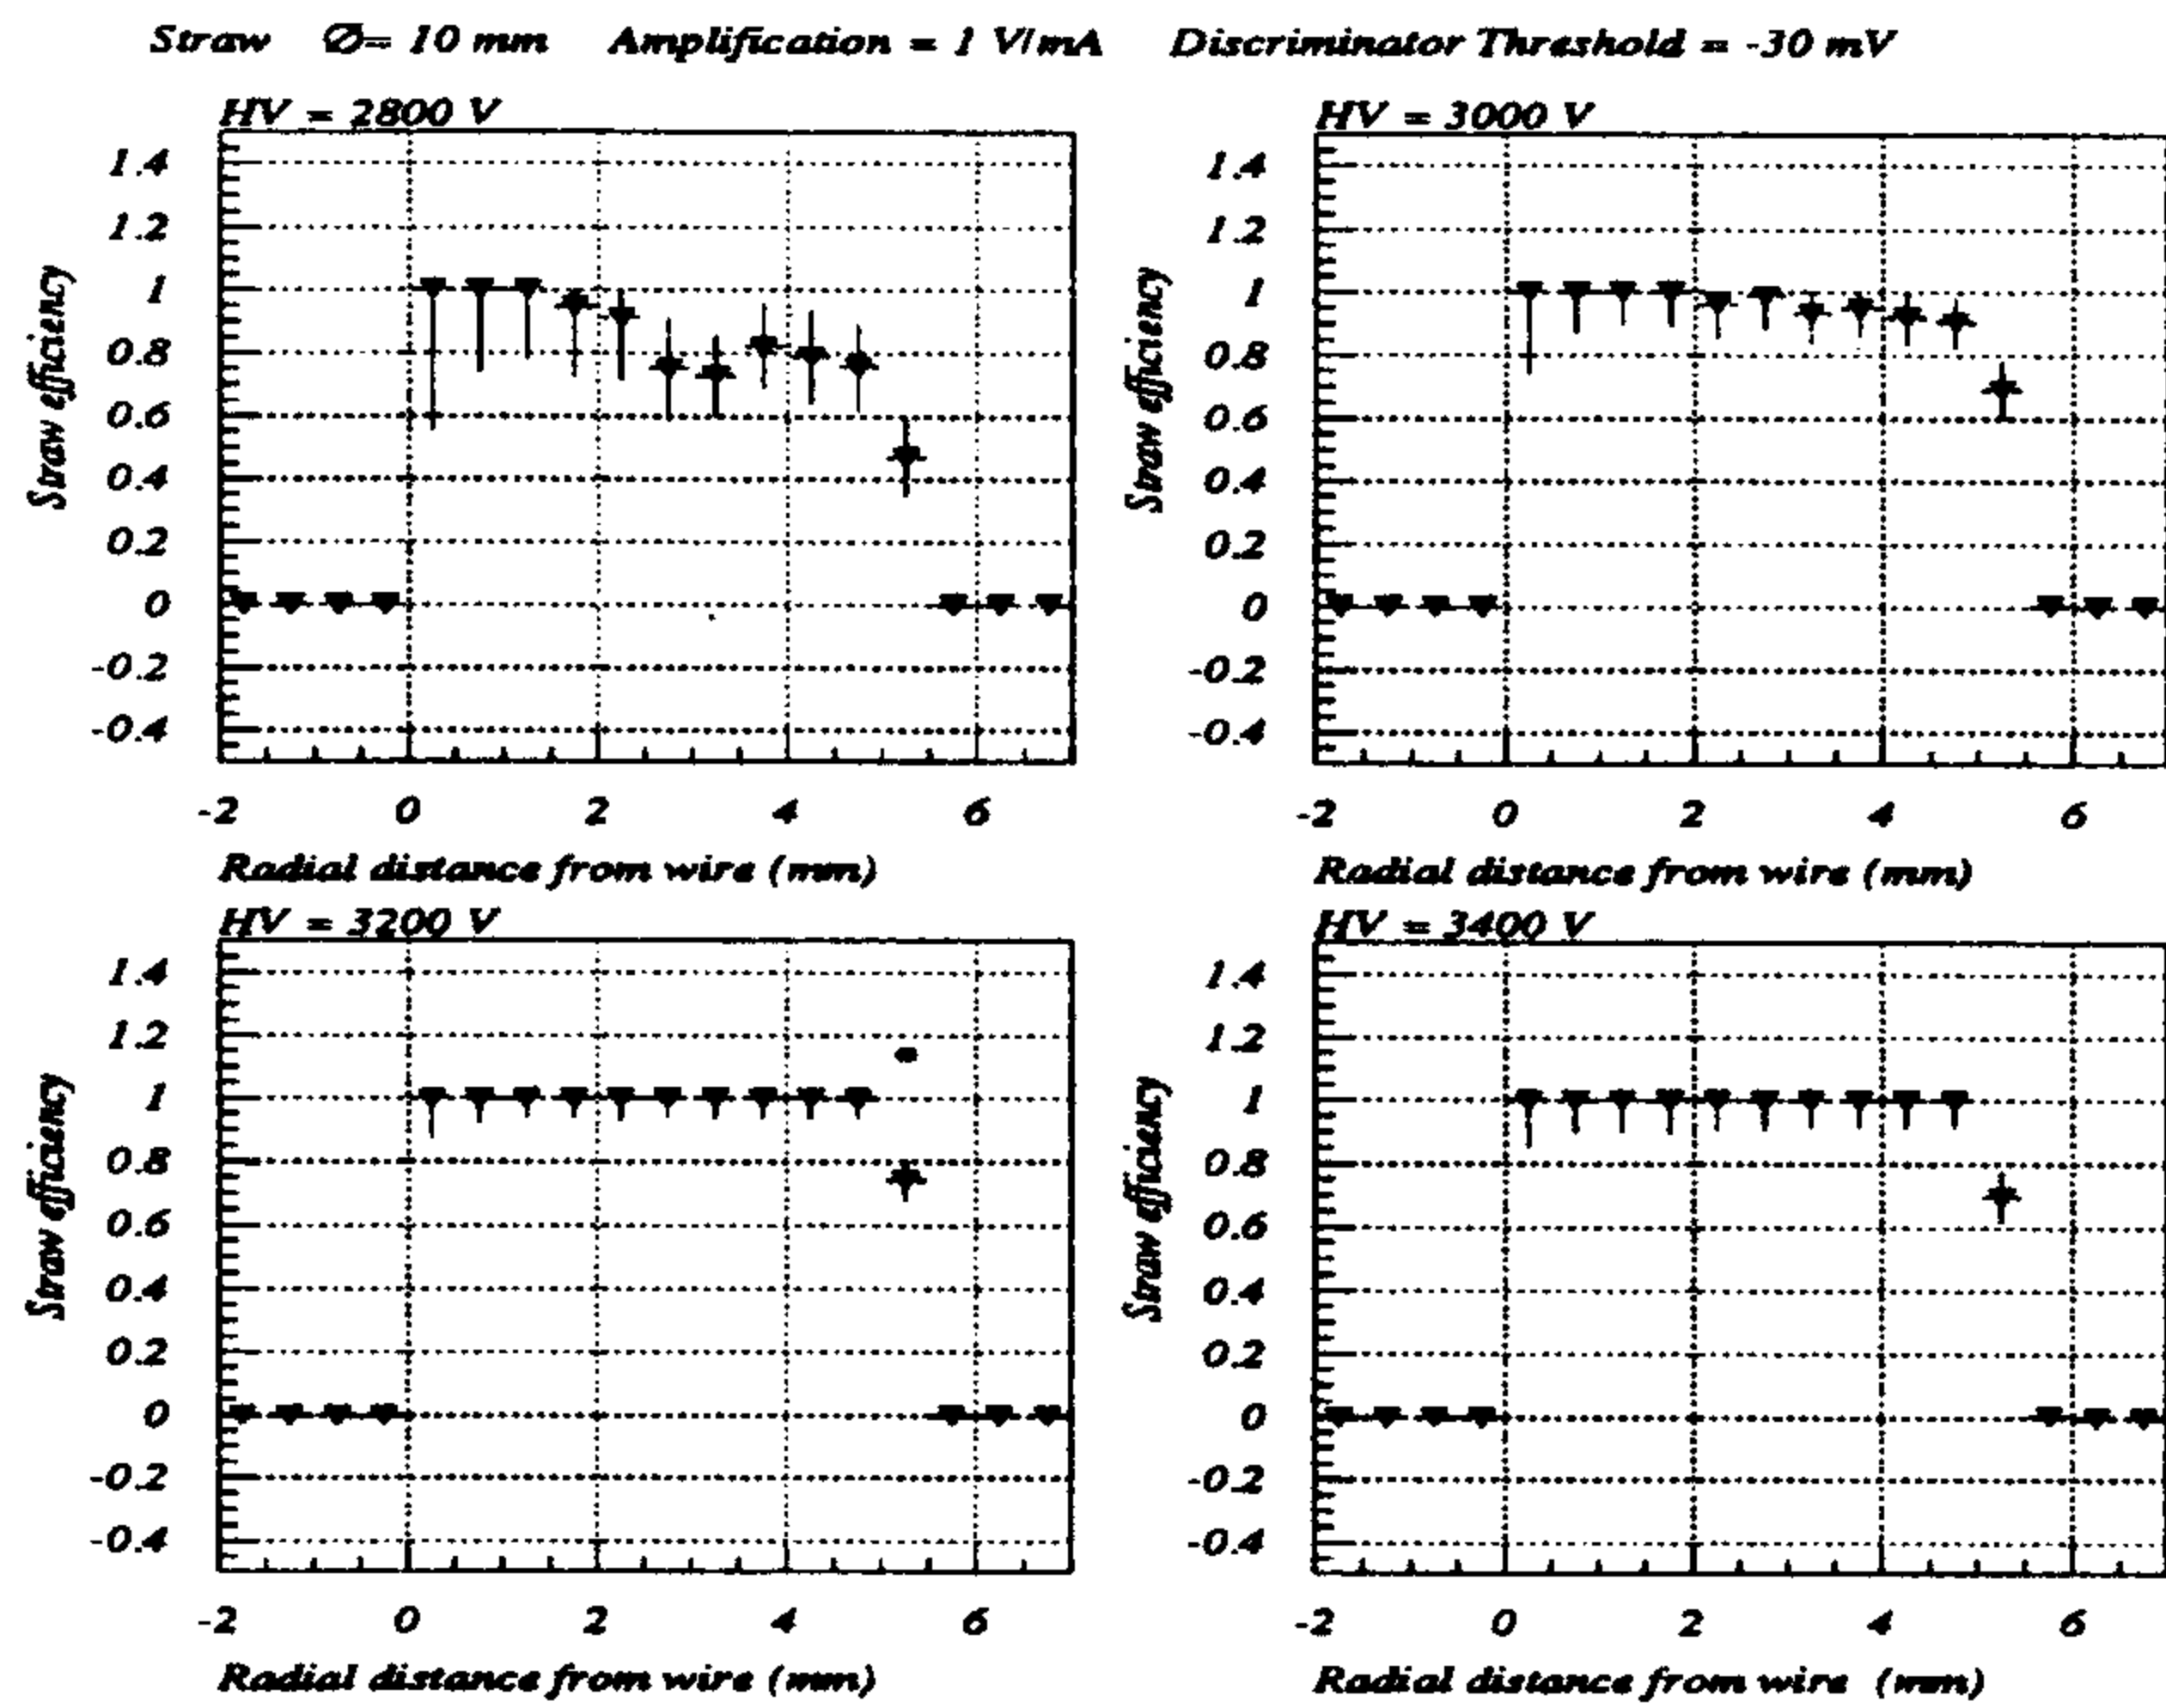 Straw Ø= 10 mm Amplification = 1 V/mA Discriminator Threshold = -30 mV
HV = 2800 V
1.4
1.2
1
0.8
0.6
0.4
0.2
0
-0.2
-0.4
Straw efficiency
-2 0 2 4 6
Radial distance from wire (mm)
HV = 3000 V
1.4
1.2
1
0.8
0.6
0.4
0.2
0
-0.2
-0.4
Straw efficiency
-2 0 2 4 6
Radial distance from wire (mm)
HV = 3200 V
1.4
1.2
1
0.8
0.6
0.4
0.2
0
-0.2
-0.4
Straw efficiency
-2 0 2 4 6
Radial distance from wire (mm)
HV = 3400 V
1.4
1.2
1
0.8
0.6
0.4
0.2
0
-0.2
-0.4
Straw efficiency
-2 0 2 4 6
Radial distance from wire (mm)